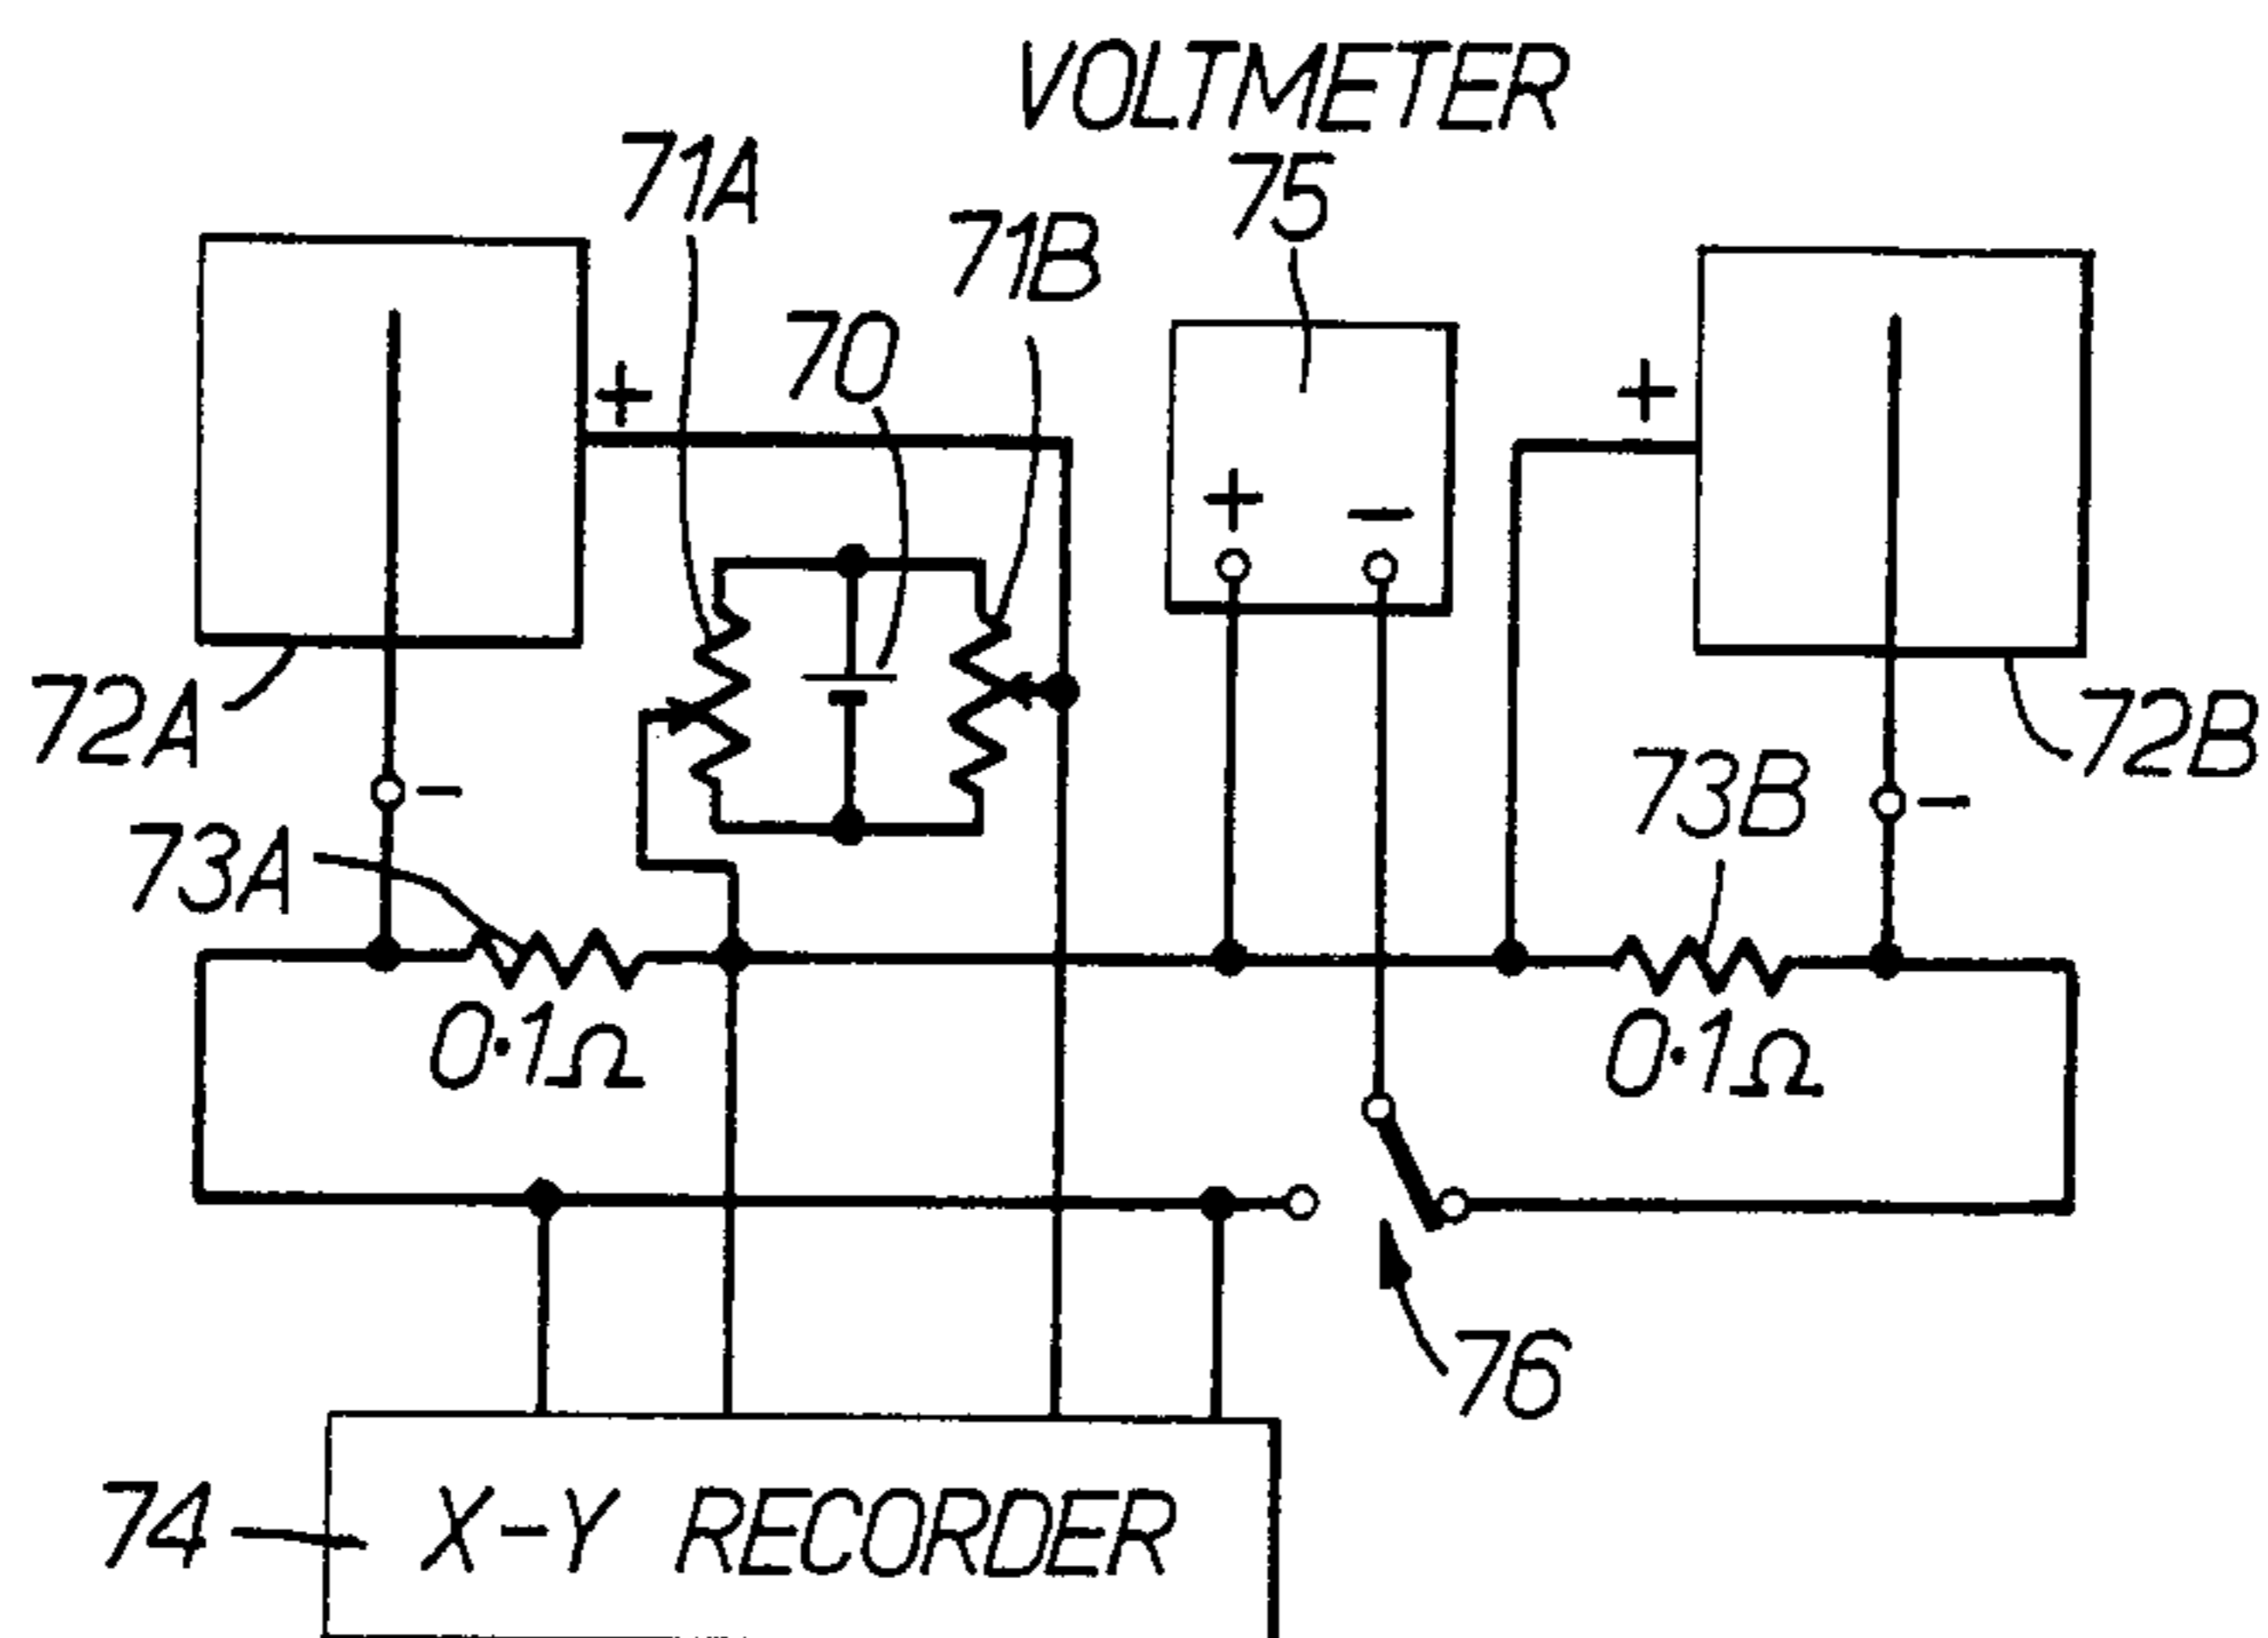 VOLTMETER
71A
75
71B
70
+
+
+ −
72A
72B
73B
−
−
73A
0·1Ω
0·1Ω
76
74
X-Y RECORDER